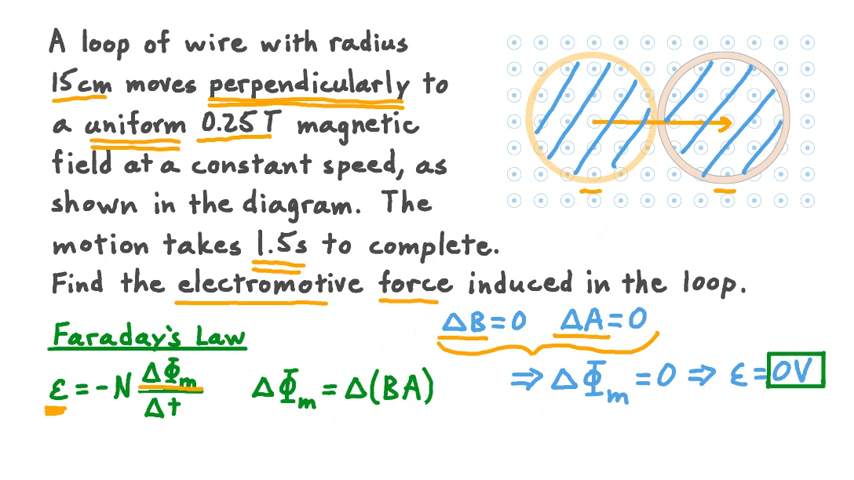 A loop of wire with radius
15cm moves perpendicularly to
a uniform 0.25T magnetic
field at a constant speed, as
shown in the diagram. The
motion takes 1.5s to complete.
Find the electromotive force induced in the loop.
Faraday's Law
ΔB=0 ΔA=0
ε = -N ΔΦm/Δt ΔΦm = Δ(BA) ⇒ ΔΦm = 0 ⇒ ε = 0V